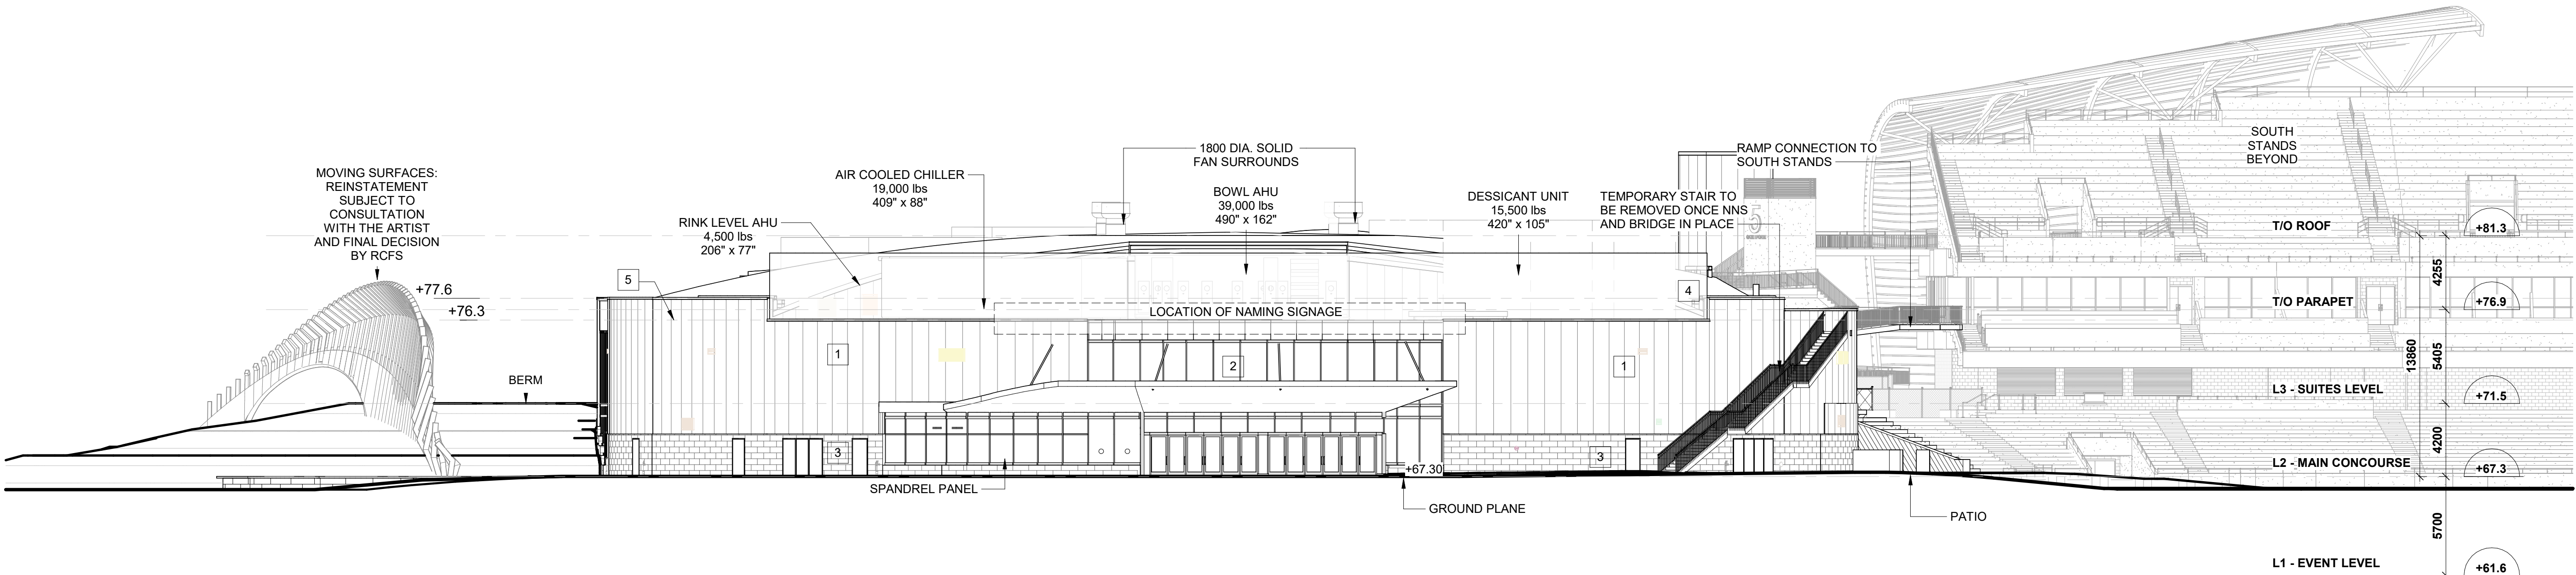 MOVING SURFACES:
REINSTATEMENT
SUBJECT TO
CONSULTATION
WITH THE ARTIST
AND FINAL DECISION
BY RCFS
+77.6
+76.3
BERM
5
RINK LEVEL AHU
4,500 lbs
206" x 77"
AIR COOLED CHILLER
19,000 lbs
409" x 88"
1800 DIA. SOLID
FAN SURROUNDS
BOWL AHU
39,000 lbs
490" x 162"
DESSICANT UNIT
15,500 lbs
420" x 105"
TEMPORARY STAIR TO
BE REMOVED ONCE NNS
AND BRIDGE IN PLACE
RAMP CONNECTION TO
SOUTH STANDS
5
SOUTH
STANDS
BEYOND
LOCATION OF NAMING SIGNAGE
4
1
2
1
3
3
SPANDREL PANEL
+67.30
GROUND PLANE
PATIO
T/O ROOF
+81.3
4255
T/O PARAPET
+76.9
13860
5405
L3 - SUITES LEVEL
+71.5
4200
L2 - MAIN CONCOURSE
+67.3
5700
L1 - EVENT LEVEL
+61.6